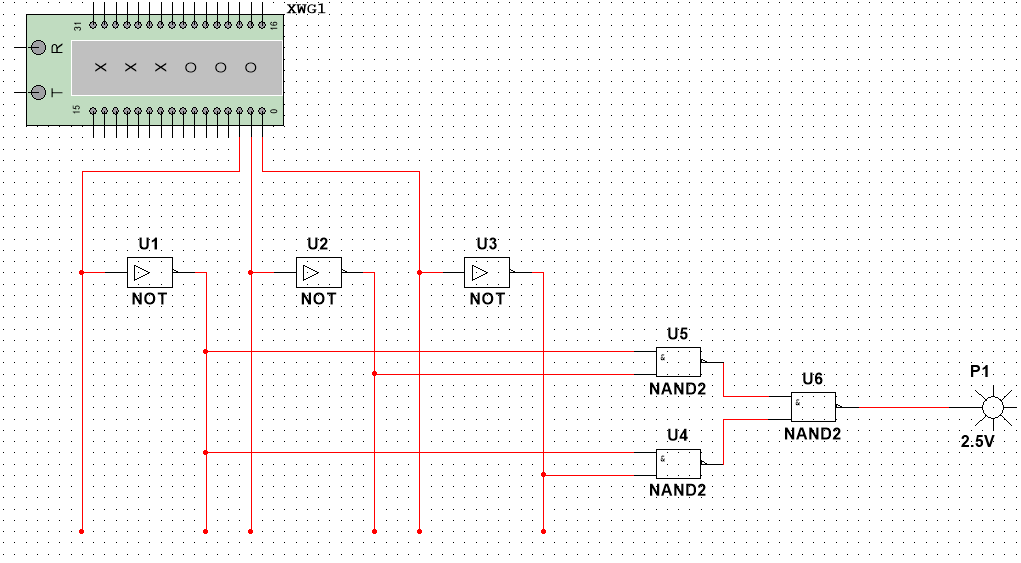 XWG1
31 16
R
X X X O O O
T
15 0
U1 U2 U3
NOT NOT NOT
U5
&
NAND2
U6
&
NAND2
P1
2.5V
U4
&
NAND2